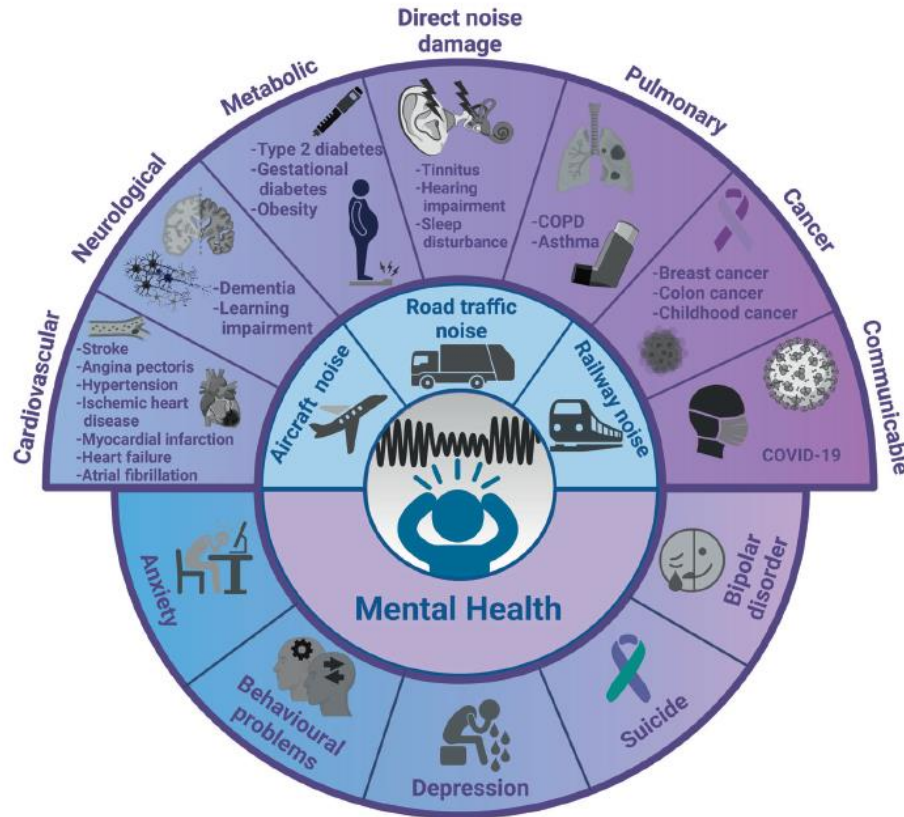 Direct noise
damage
Metabolic
Pulmonary
Neurological
Cancer
Cardiovascular
Communicable
-Type 2 diabetes
-Gestational
diabetes
-Obesity
-Tinnitus
-Hearing
impairment
-Sleep
disturbance
-COPD
-Asthma
-Breast cancer
-Colon cancer
-Childhood cancer
-Dementia
-Learning
impairment
-Stroke
-Angina pectoris
-Hypertension
-Ischemic heart
disease
-Myocardial infarction
-Heart failure
-Atrial fibrillation
COVID-19
Aircraft noise
Road traffic
noise
Railway noise
Mental Health
Anxiety
Behavioural
problems
Depression
Suicide
Bipolar
disorder